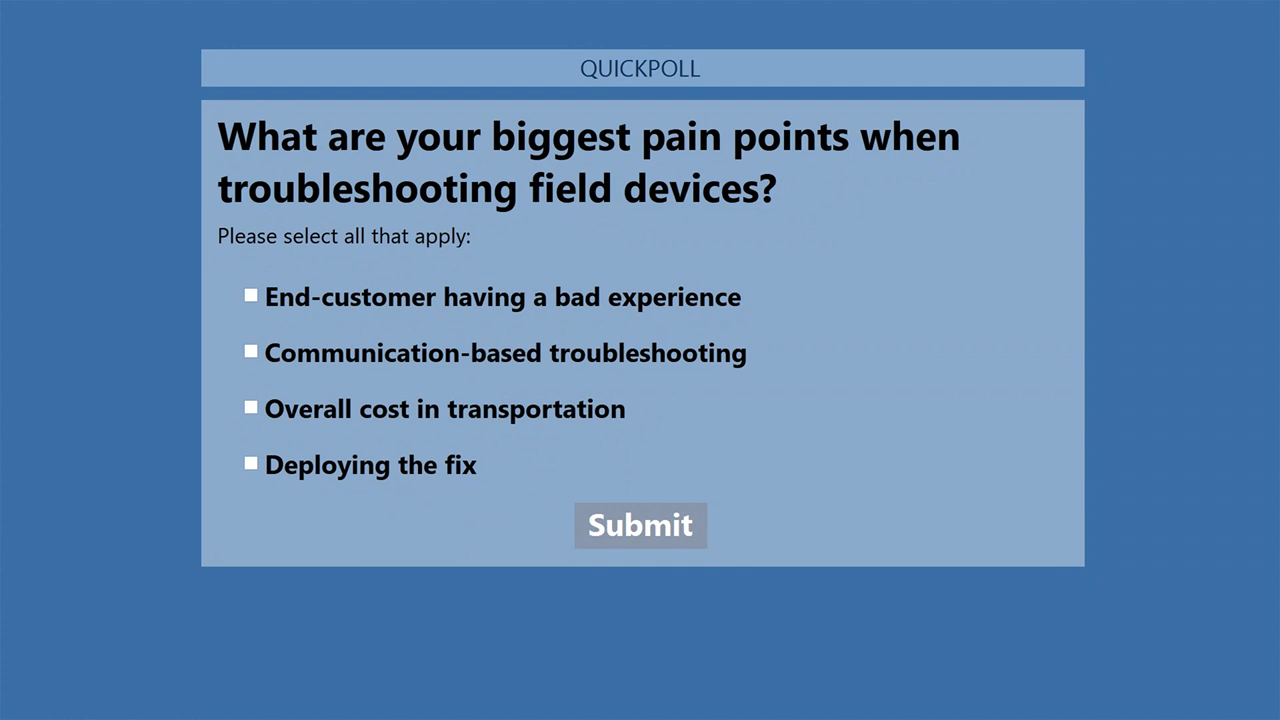 QUICKPOLL
What are your biggest pain points when
troubleshooting field devices?
Please select all that apply:
End-customer having a bad experience
Communication-based troubleshooting
Overall cost in transportation
Deploying the fix
Submit